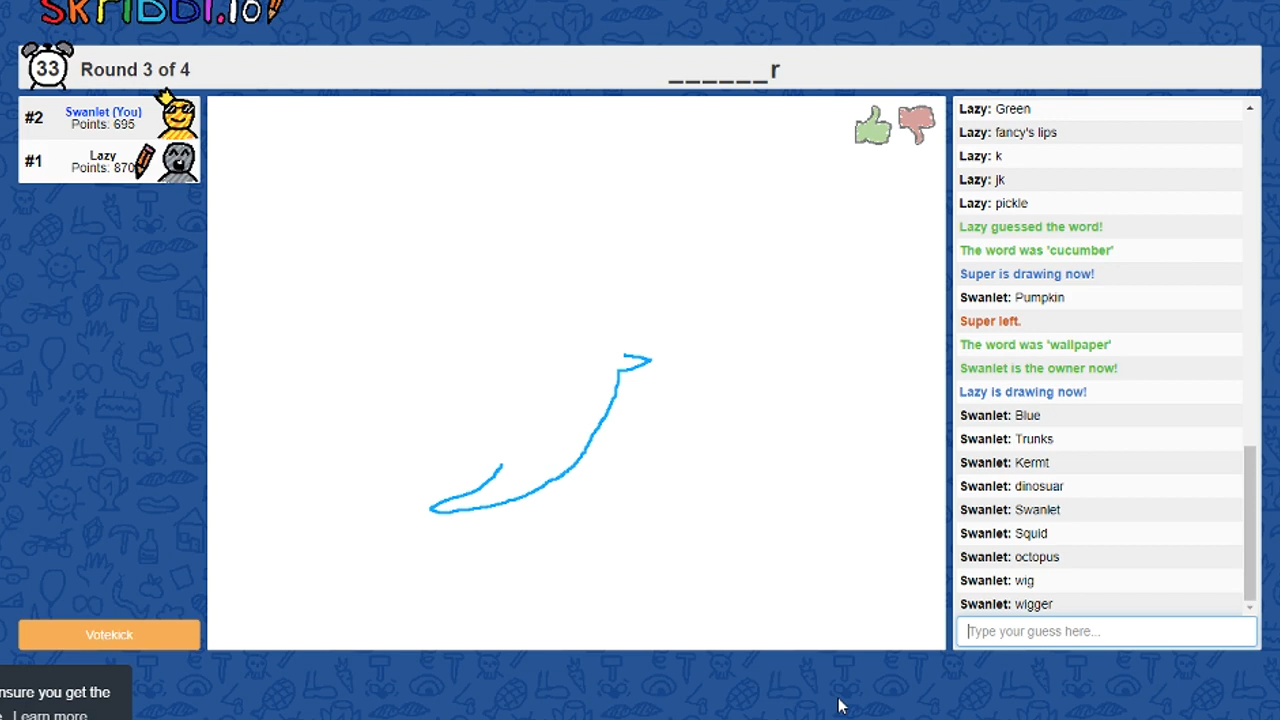 SKRIBBL.IO
33
Round 3 of 4
______r
#2
Swanlet (You)
Points: 695
#1
Lazy
Points: 870
Lazy: Green
Lazy: fancy's lips
Lazy: k
Lazy: jk
Lazy: pickle
Lazy guessed the word!
The word was 'cucumber'
Super is drawing now!
Swanlet: Pumpkin
Super left.
The word was 'wallpaper'
Swanlet is the owner now!
Lazy is drawing now!
Swanlet: Blue
Swanlet: Trunks
Swanlet: Kermt
Swanlet: dinosuar
Swanlet: Swanlet
Swanlet: Squid
Swanlet: octopus
Swanlet: wig
Swanlet: wigger
Type your guess here...
Votekick
nsure you get the
e. Learn more